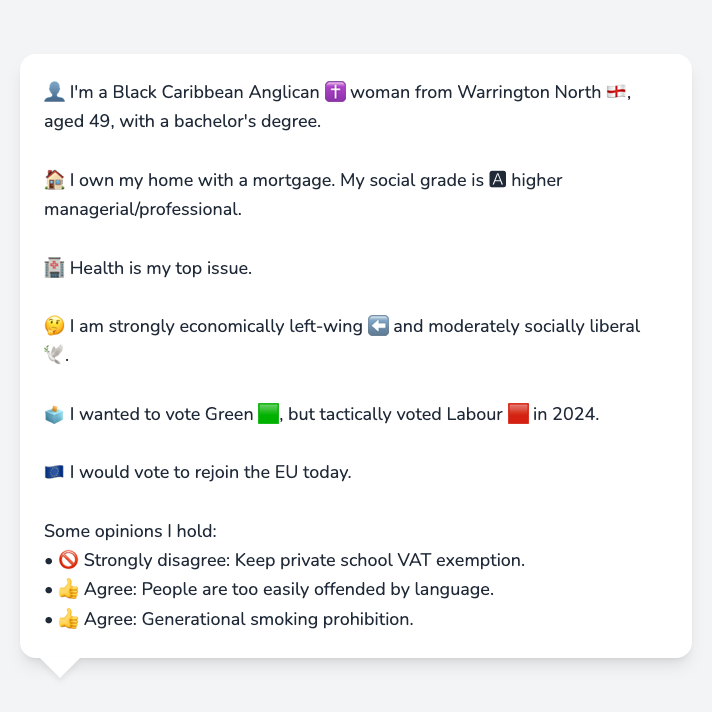 👤 I'm a Black Caribbean Anglican ✝️ woman from Warrington North 🏴󠁧󠁢󠁥󠁮󠁧󠁿,
aged 49, with a bachelor's degree.
🏠 I own my home with a mortgage. My social grade is 🅰 higher
managerial/professional.
🏥 Health is my top issue.
🤔 I am strongly economically left-wing ⬅️ and moderately socially liberal
🕊️.
🗳️ I wanted to vote Green 🟩, but tactically voted Labour 🟥 in 2024.
🇪🇺 I would vote to rejoin the EU today.
Some opinions I hold:
• 🚫 Strongly disagree: Keep private school VAT exemption.
• 👍 Agree: People are too easily offended by language.
• 👍 Agree: Generational smoking prohibition.